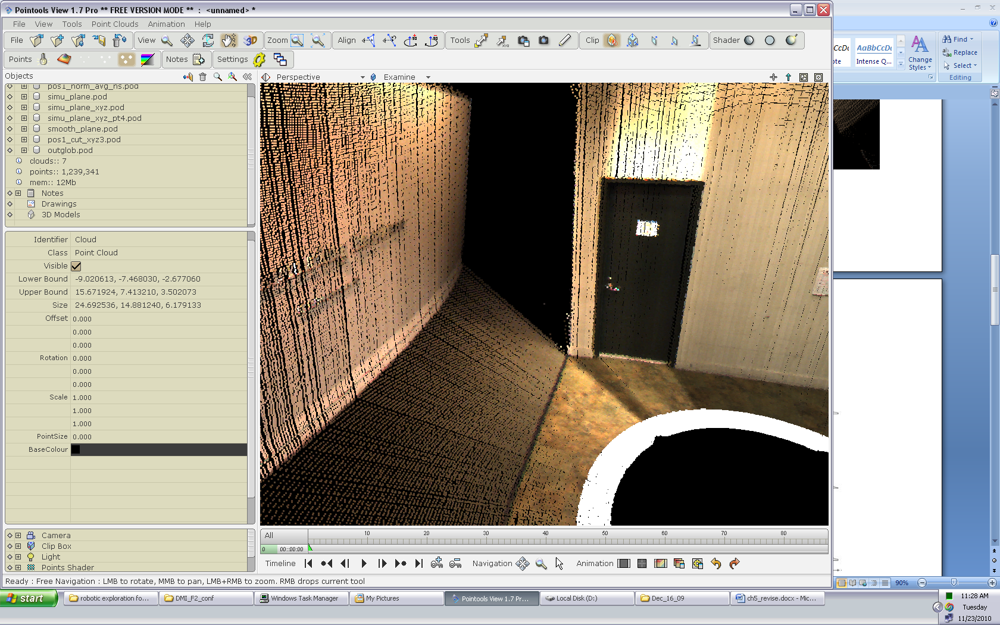 Pointools View 1.7 Pro ** FREE VERSION MODE ** : <unnamed> *
File View Tools Point Clouds Animation Help
File View Zoom Align Tools Clip Shader
Points Notes Settings
Objects
Perspective Examine
pos1_norm_avg_ns.pod
simu_plane.pod
simu_plane_xyz.pod
simu_plane_xyz_pt4.pod
smooth_plane.pod
pos1_cut_xyz3.pod
outglob.pod
clouds:: 7
points:: 1,239,341
mem:: 12Mb
Notes
Drawings
3D Models
Identifier Cloud
Class Point Cloud
Visible
Lower Bound -9.020613, -7.468030, -2.677060
Upper Bound 15.671924, 7.413210, 3.502073
Size 24.692536, 14.881240, 6.179133
Offset 0.000
0.000
0.000
Rotation 0.000
0.000
0.000
Scale 1.000
1.000
1.000
PointSize 0.000
BaseColour
Camera
Clip Box
Light
Points Shader
All 10 20 30 40 50 60 70 80
0 00::00:00
Timeline Navigation Animation
Ready : Free Navigation : LMB to rotate, MMB to pan, LMB+RMB to zoom. RMB drops current tool
AaBbCcDc
Intense Q...
Change
Styles
Find
Replace
Select
Editing
90%
start
robotic exploration fo...
DMI_F2_conf
Windows Task Manager
My Pictures
Pointools View 1.7 Pr...
Local Disk (D:)
Dec_16_09
ch5_revise.docx - Mic...
11:28 AM
Tuesday
11/23/2010